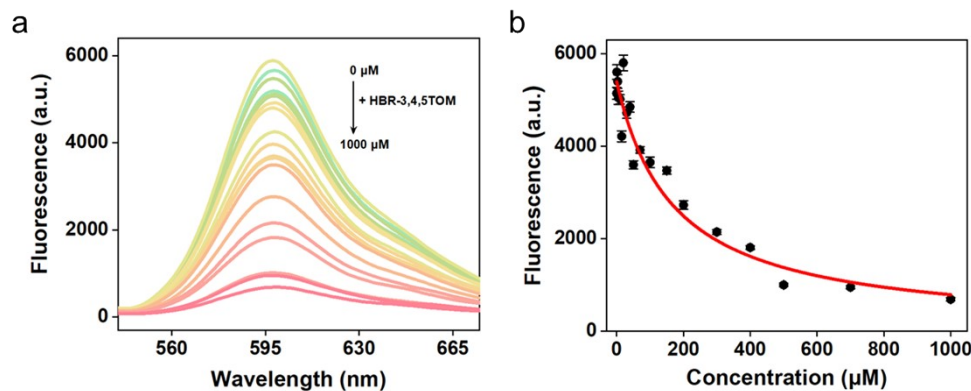 a
6000
4000
2000
0
Fluorescence (a.u.)
0 µM
+ HBR-3,4,5TOM
1000 µM
560 595 630 665
Wavelength (nm)
b
6000
4000
2000
0
Fluorescence (a.u.)
0 200 400 600 800 1000
Concentration (µM)